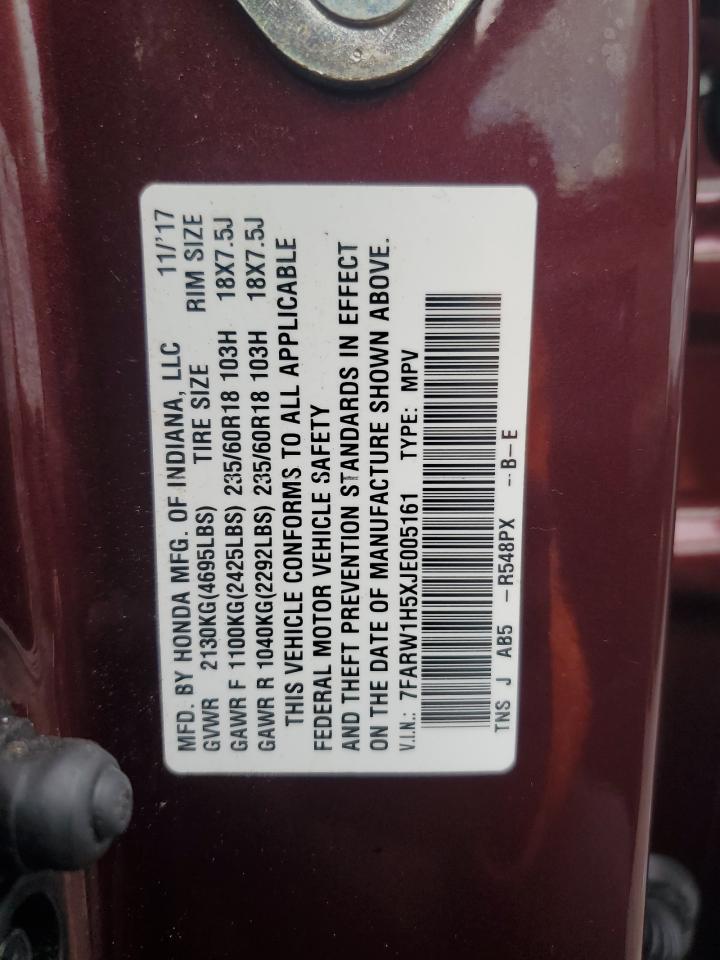 MFD. BY HONDA MFG. OF INDIANA, LLC 11/'17
GVWR 2130KG(4695LBS) TIRE SIZE RIM SIZE
GAWR F 1100KG(2425LBS) 235/60R18 103H 18X7.5J
GAWR R 1040KG(2292LBS) 235/60R18 103H 18X7.5J
THIS VEHICLE CONFORMS TO ALL APPLICABLE
FEDERAL MOTOR VEHICLE SAFETY
AND THEFT PREVENTION STANDARDS IN EFFECT
ON THE DATE OF MANUFACTURE SHOWN ABOVE.
V.I.N.: 7FARW1H5XJE005161 TYPE: MPV
TNS J AB5 -R548PX --B-E